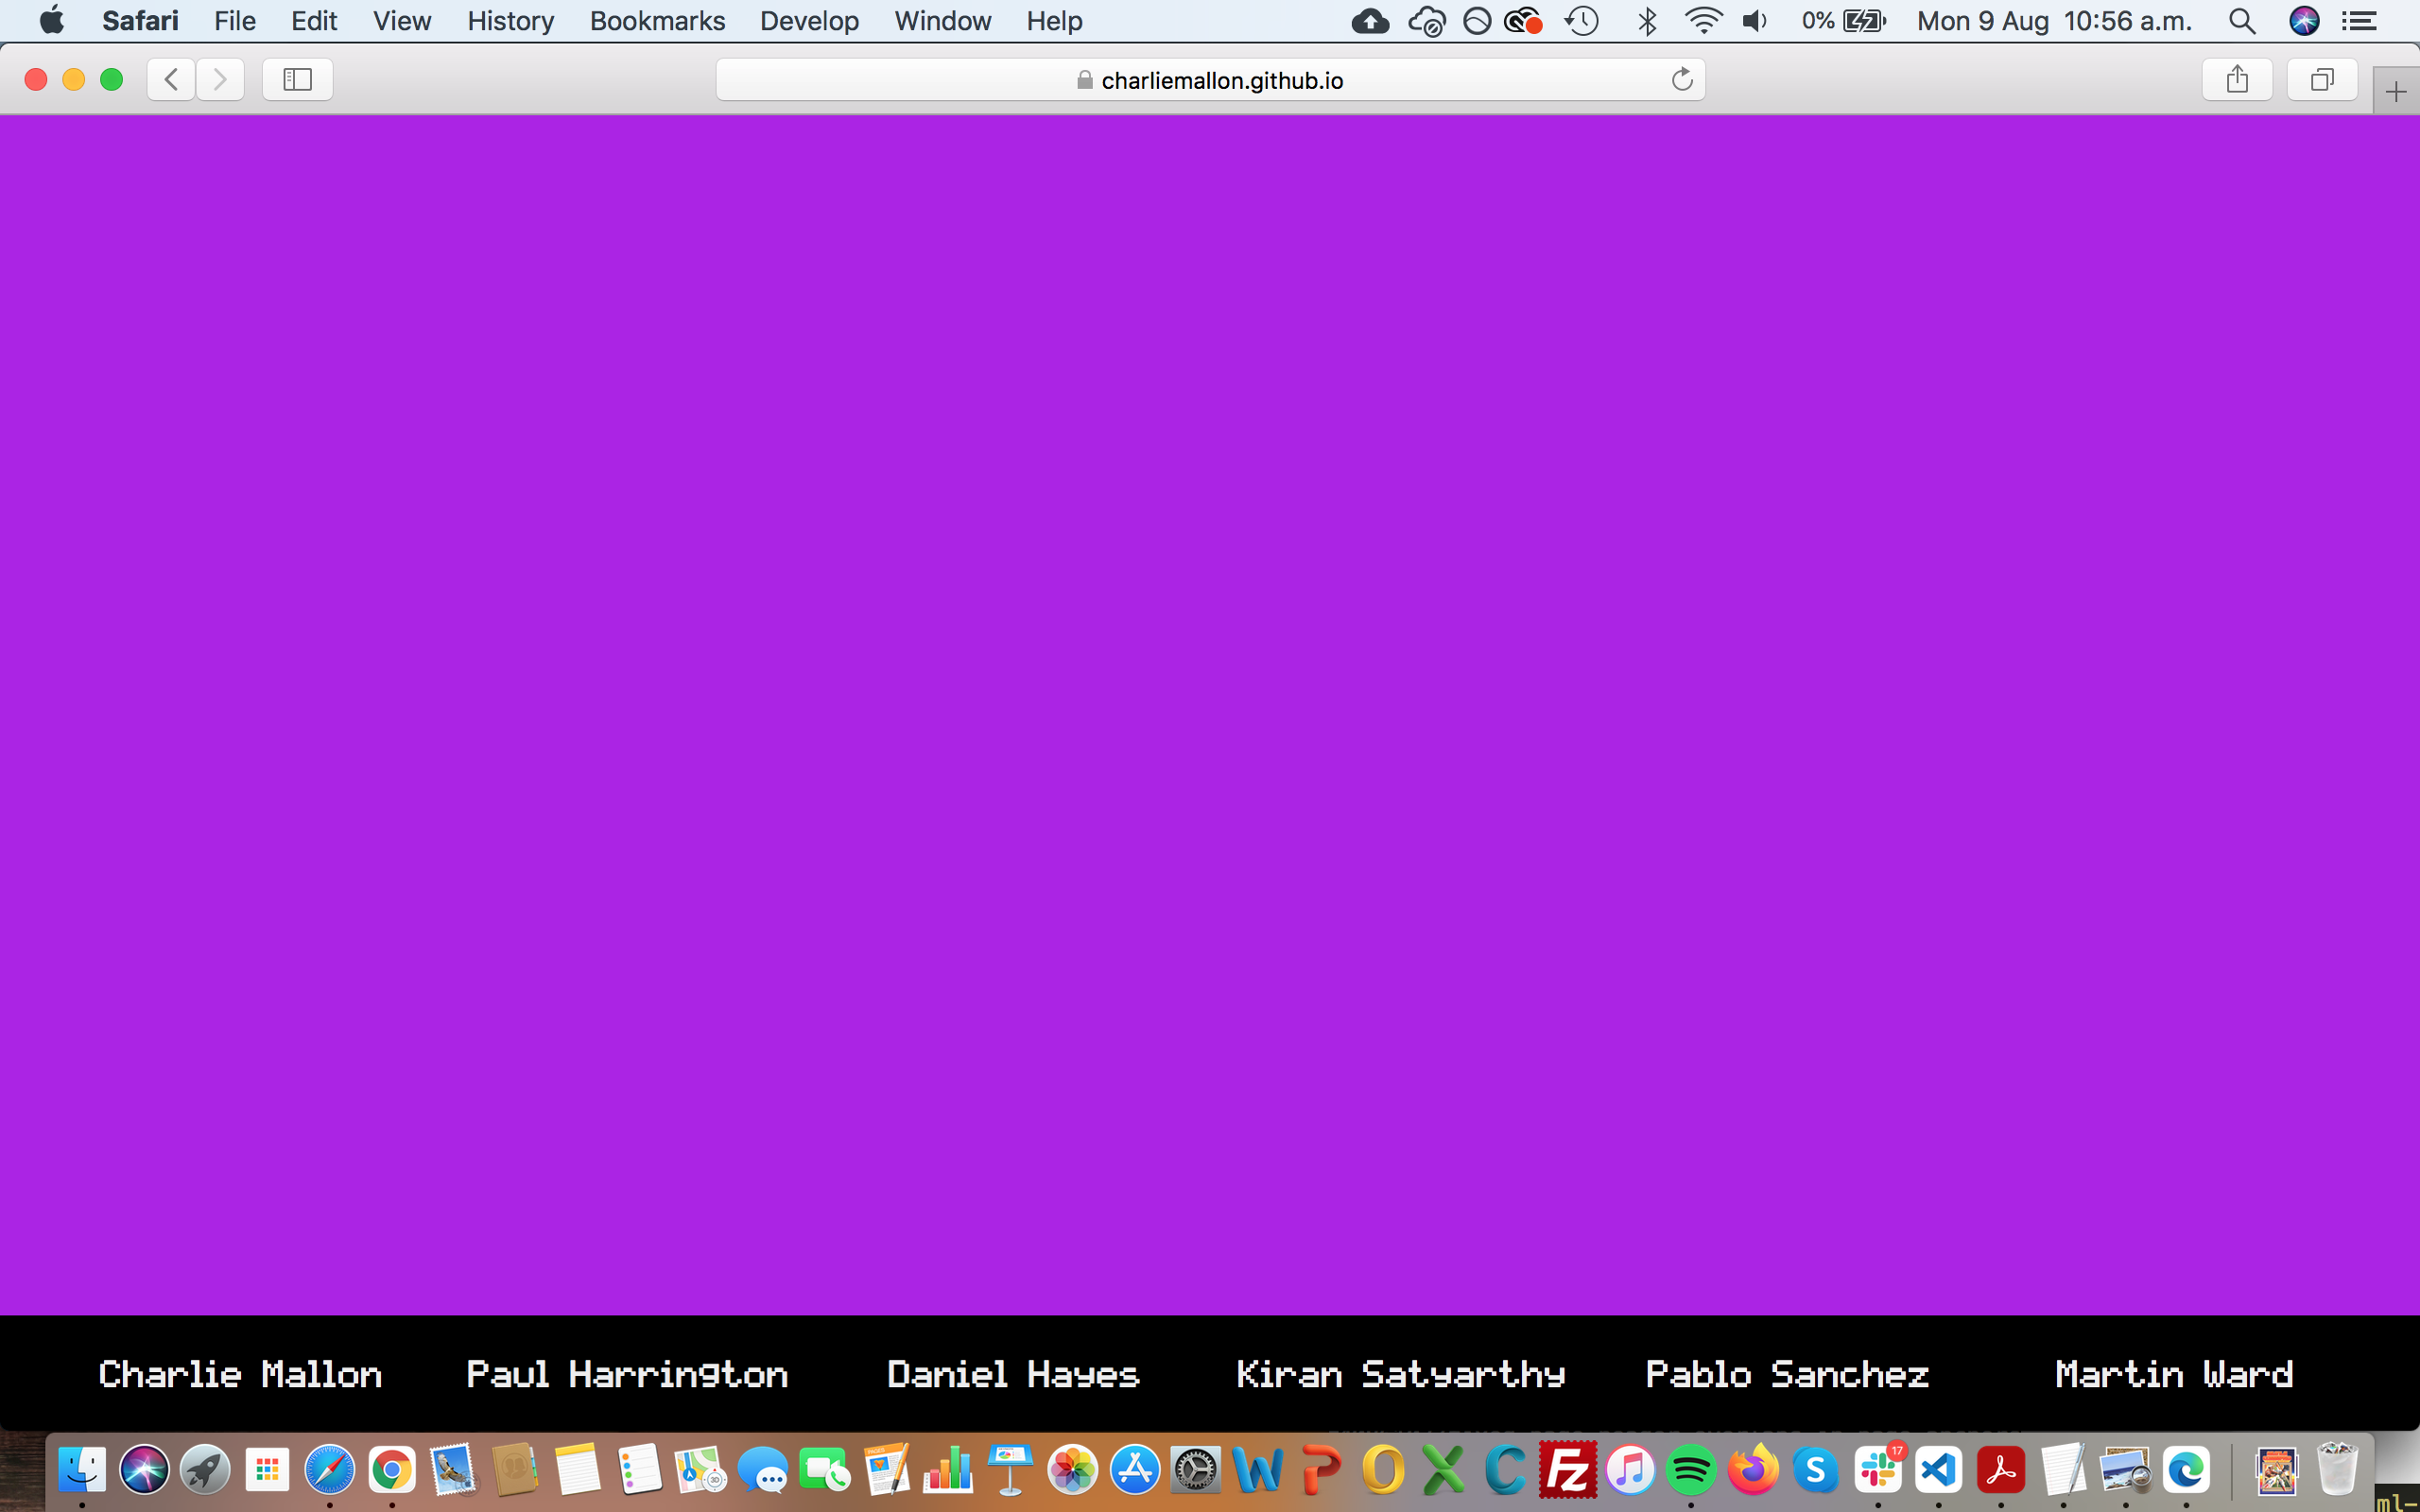 Safari File Edit View History Bookmarks Develop Window Help 0% Mon 9 Aug 10:56 a.m.
charliemallon.github.io
Charlie Mallon Paul Harrington Daniel Hayes Kiran Satyarthy Pablo Sanchez Martin Ward
17
ml-